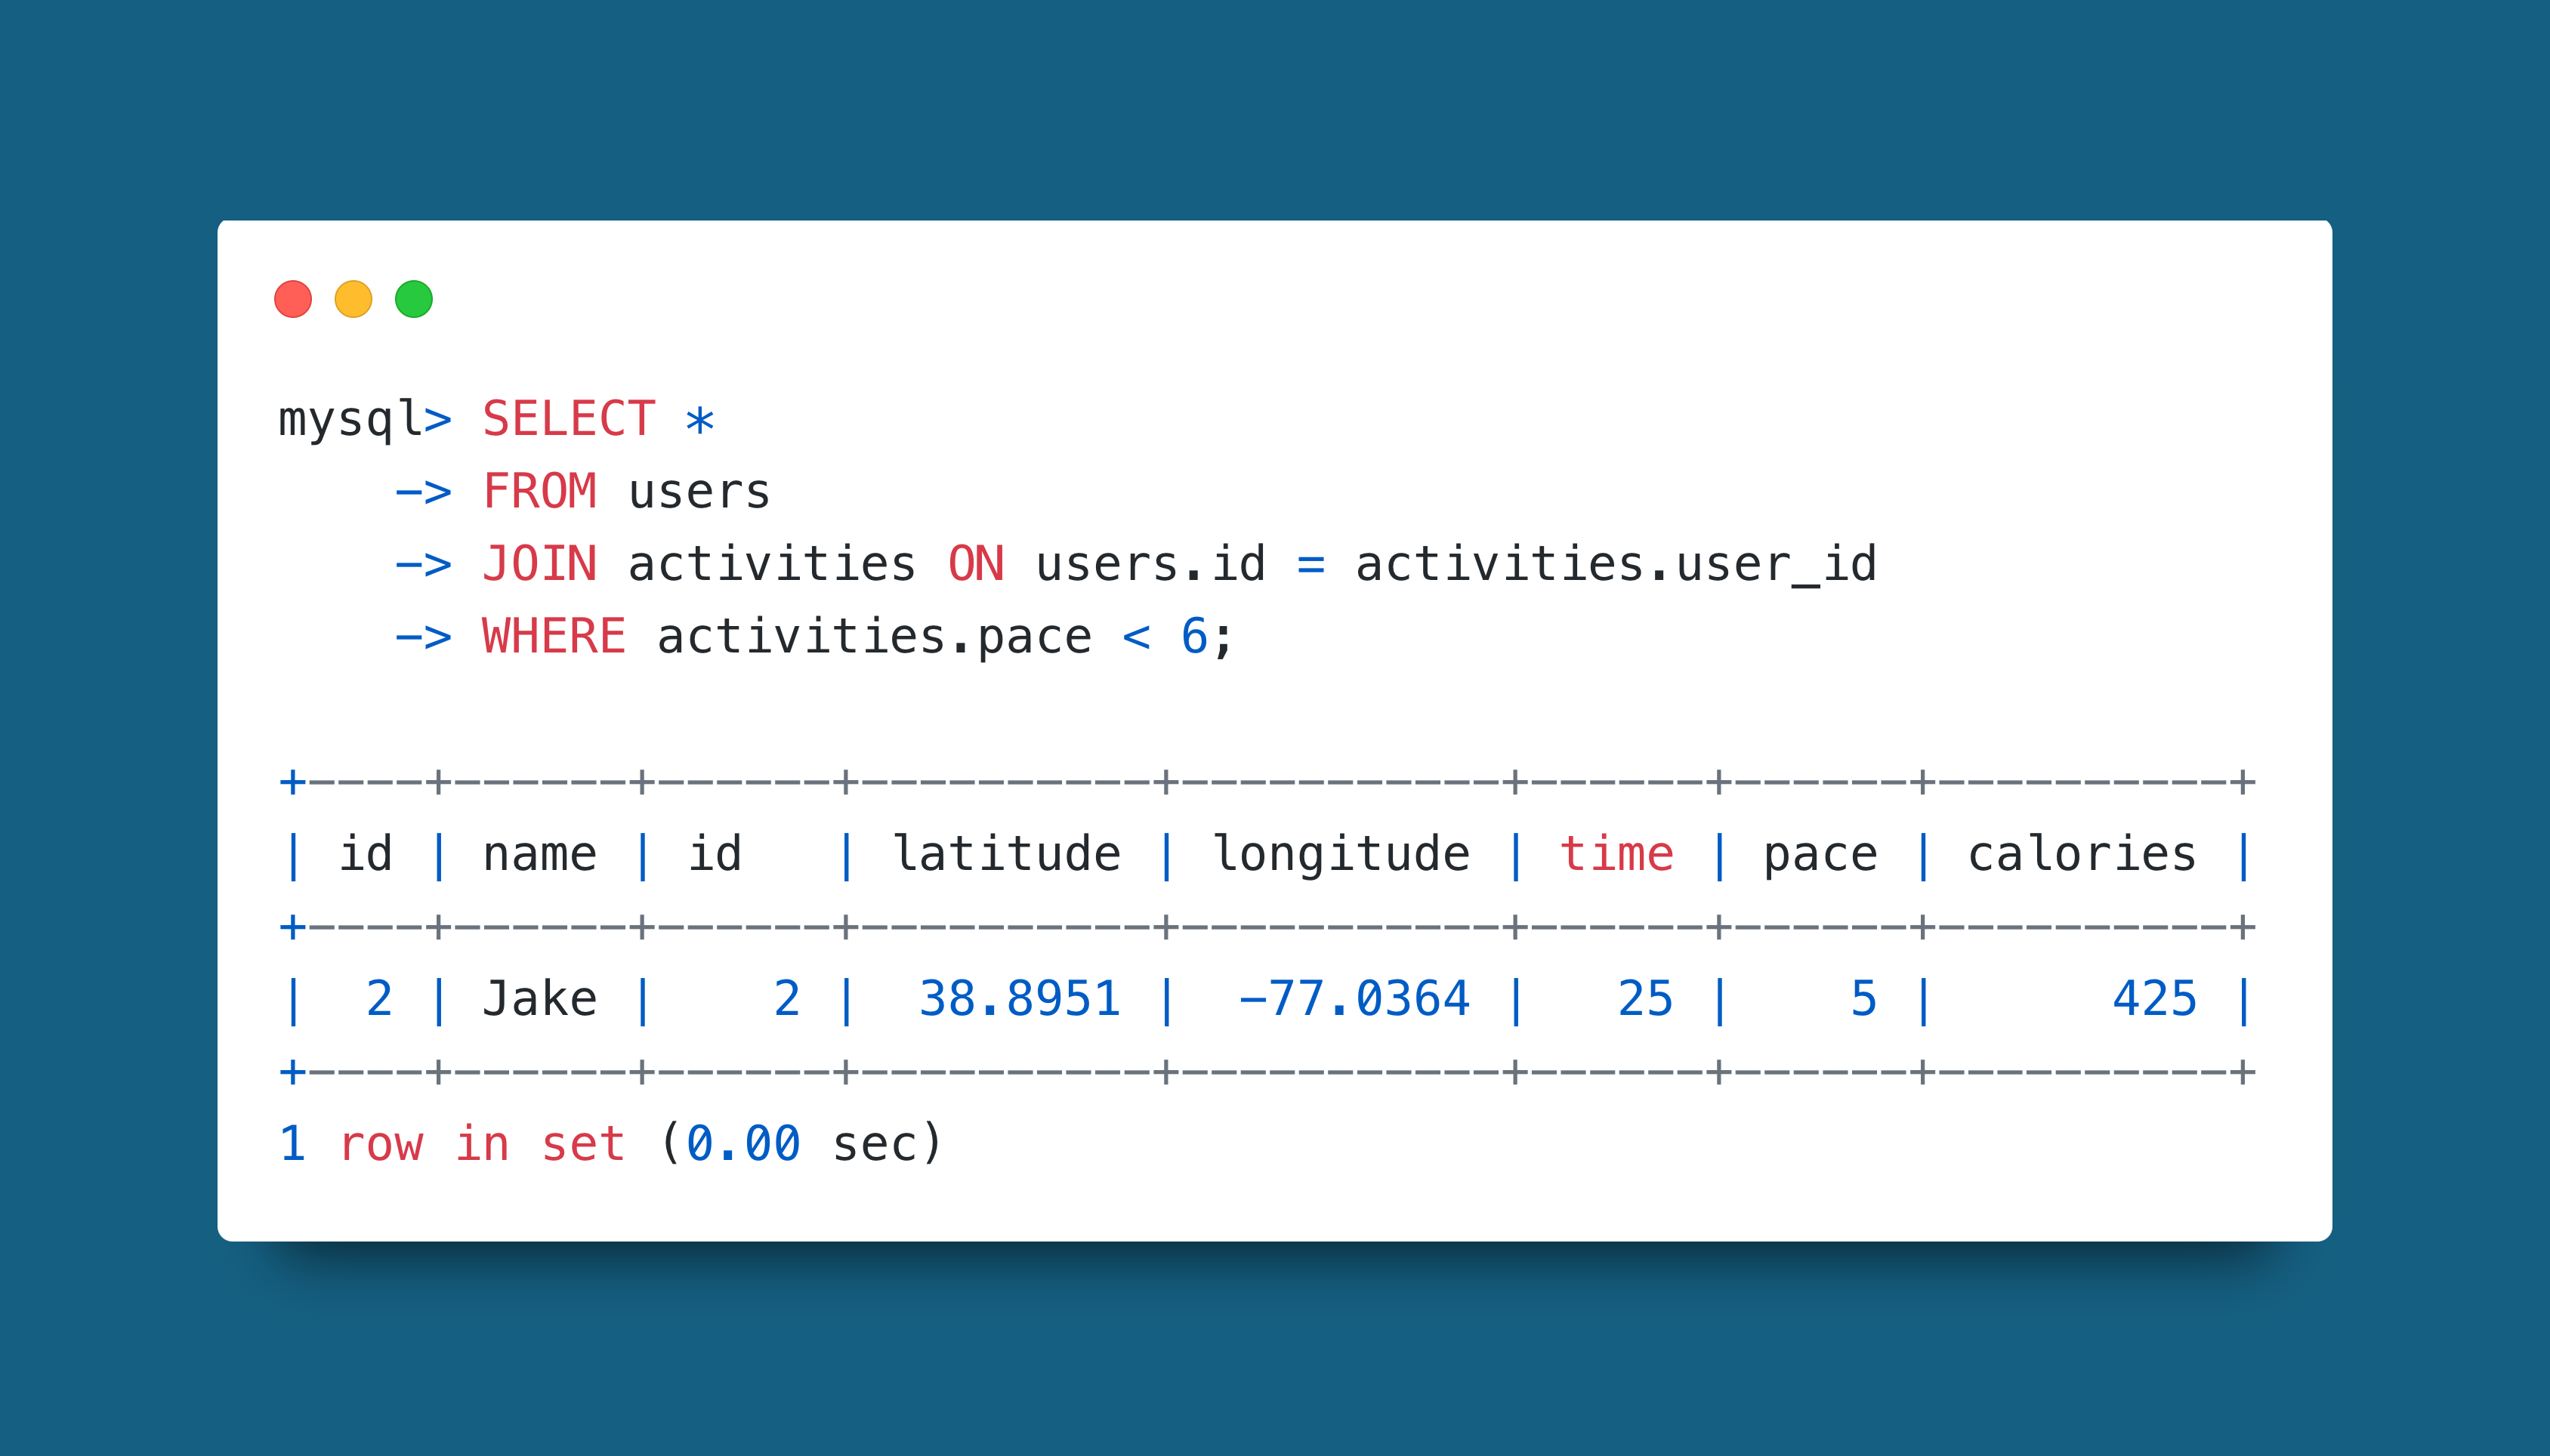 mysql> SELECT *
    -> FROM users
    -> JOIN activities ON users.id = activities.user_id
    -> WHERE activities.pace < 6;

+----+------+------+----------+-----------+------+------+----------+
| id | name | id   | latitude | longitude | time | pace | calories |
+----+------+------+----------+-----------+------+------+----------+
|  2 | Jake |    2 |  38.8951 |  -77.0364 |   25 |    5 |      425 |
+----+------+------+----------+-----------+------+------+----------+
1 row in set (0.00 sec)